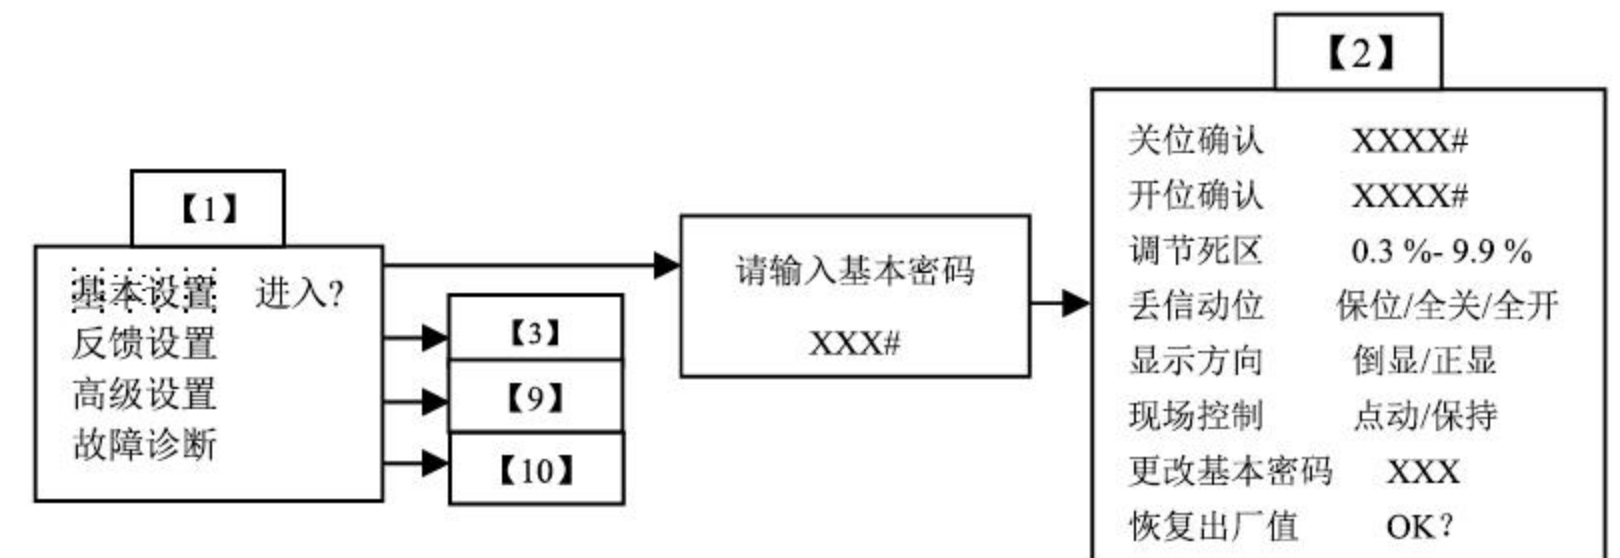 【1】
基本设置 进入?
反馈设置
高级设置
故障诊断
【3】
【9】
【10】
请输入基本密码
XXX#
【2】
关位确认 XXXX#
开位确认 XXXX#
调节死区 0.3 %- 9.9 %
丢信动位 保位/全关/全开
显示方向 倒显/正显
现场控制 点动/保持
更改基本密码 XXX
恢复出厂值 OK?